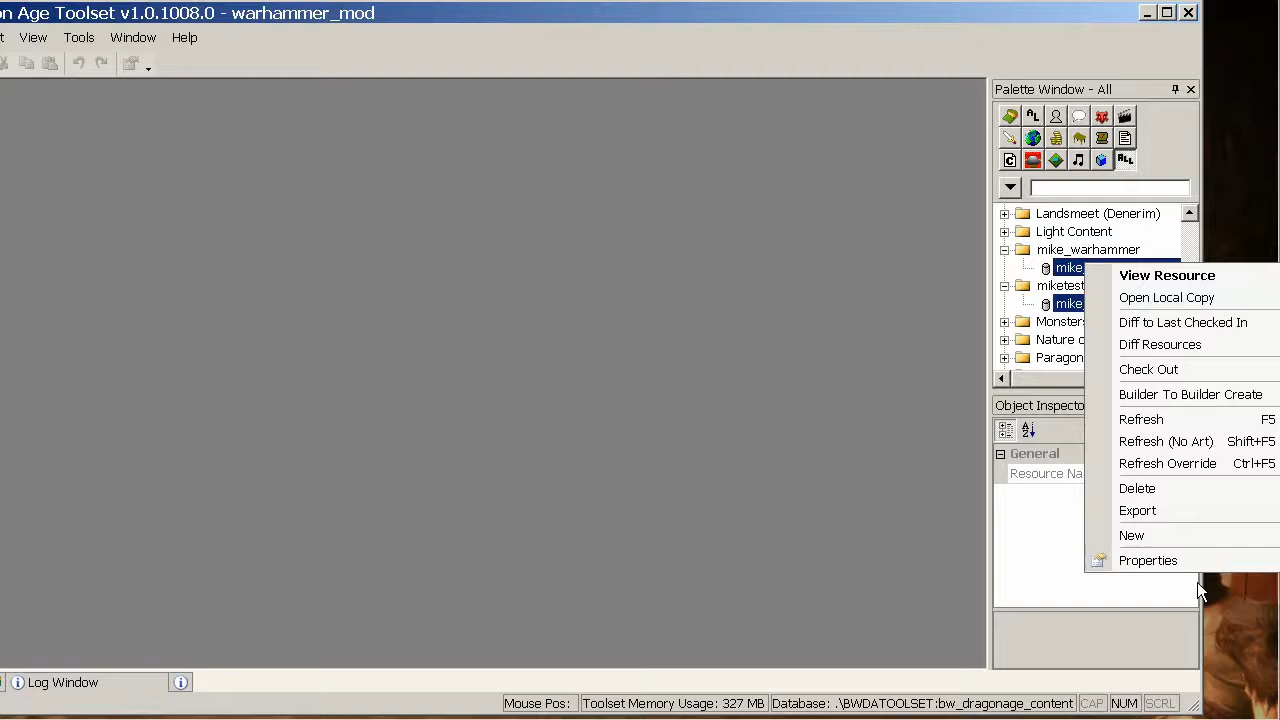 on Age Toolset v1.0.1008.0 - warhammer_mod
t View Tools Window Help
Palette Window - All
AL
C ALL
Landsmeet (Denerim)
Light Content
mike_warhammer
mike_
miketest
mike_
Monsters
Nature o
Paragon
View Resource
Open Local Copy
Diff to Last Checked In
Diff Resources
Check Out
Builder To Builder Create
Refresh F5
Refresh (No Art) Shift+F5
Refresh Override Ctrl+F5
Delete
Export
New
Properties
Object Inspecto
General
Resource Na
Log Window
Mouse Pos: Toolset Memory Usage: 327 MB Database: .\BWDATOOLSET:bw_dragonage_content CAP NUM SCRL